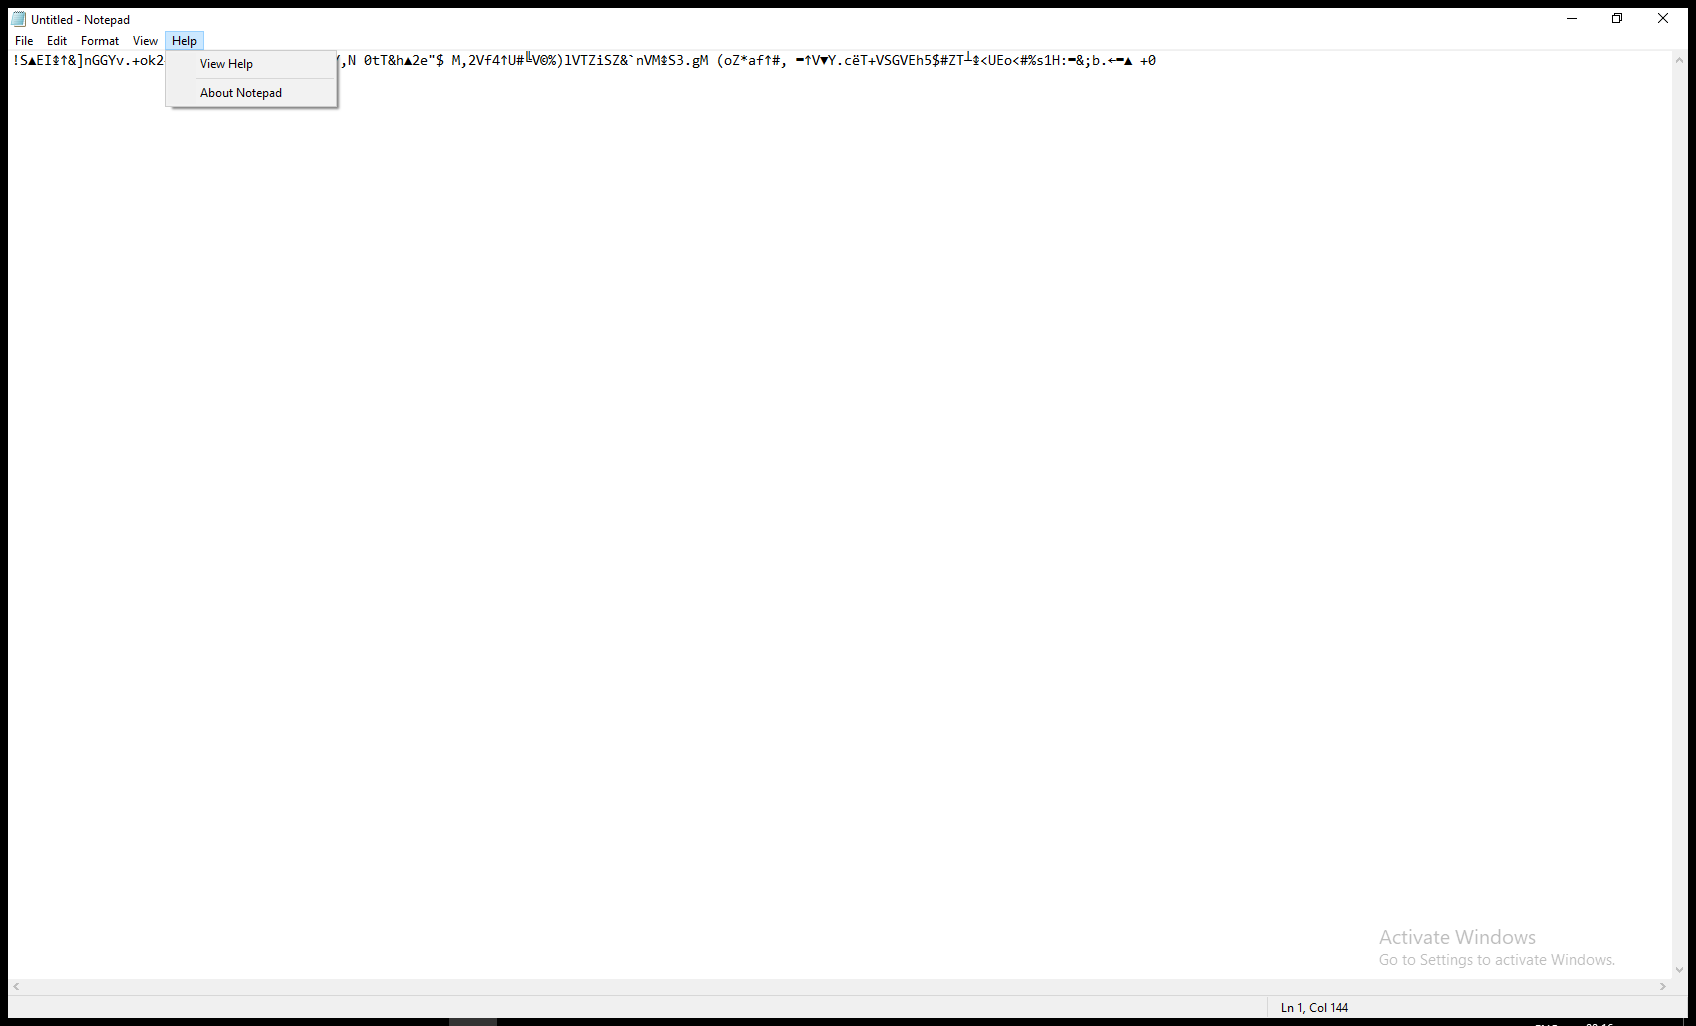 Untitled - Notepad
File Edit Format View Help
!S▲EI↨↑&]nGGYv.+ok2 ,N 0tT&h▲2e"$ M,2Vf4↑U#╚V©%)lVTZiSZ&`nVM↨S3.gM (oZ*af↑#, ▬↑V▼Y.cëT+VSGVEh5$#ZT┴↨<UEo<#%s1H:▬&;b.←▬▲ +0
View Help
About Notepad
Activate Windows
Go to Settings to activate Windows.
Ln 1, Col 144